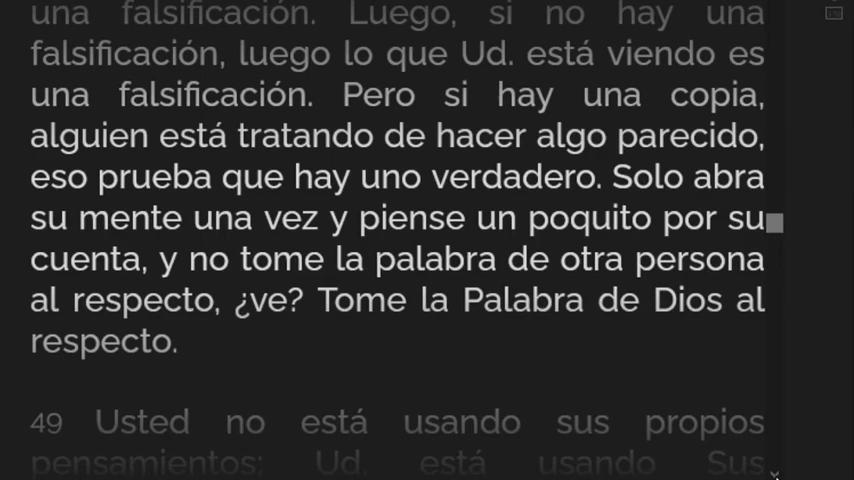 una falsificación. Luego, si no hay una
falsificación, luego lo que Ud. está viendo es
una falsificación. Pero si hay una copia,
alguien está tratando de hacer algo parecido,
eso prueba que hay uno verdadero. Solo abra
su mente una vez y piense un poquito por su
cuenta, y no tome la palabra de otra persona
al respecto, ¿ve? Tome la Palabra de Dios al
respecto.
49 Usted no está usando sus propios
pensamientos; Ud. está usando Sus